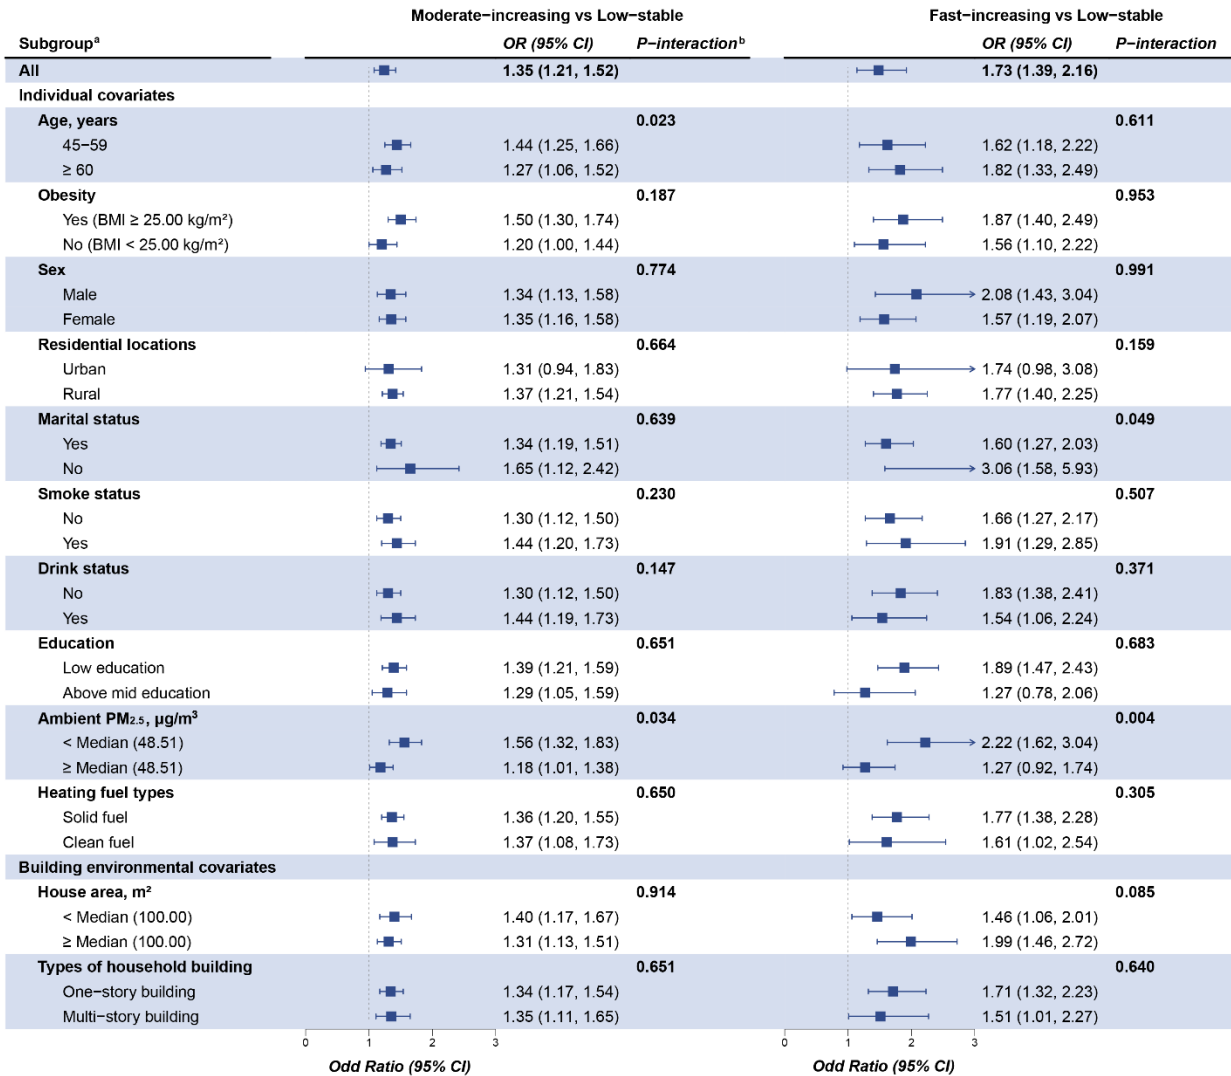 Moderate−increasing vs Low−stable Fast−increasing vs Low−stable
Subgroupᵃ OR (95% CI) P−interactionᵇ OR (95% CI) P−interaction
All 1.35 (1.21, 1.52) 1.73 (1.39, 2.16)
Individual covariates
Age, years 0.023 0.611
45−59 1.44 (1.25, 1.66) 1.62 (1.18, 2.22)
≥ 60 1.27 (1.06, 1.52) 1.82 (1.33, 2.49)
Obesity 0.187 0.953
Yes (BMI ≥ 25.00 kg/m²) 1.50 (1.30, 1.74) 1.87 (1.40, 2.49)
No (BMI < 25.00 kg/m²) 1.20 (1.00, 1.44) 1.56 (1.10, 2.22)
Sex 0.774 0.991
Male 1.34 (1.13, 1.58) 2.08 (1.43, 3.04)
Female 1.35 (1.16, 1.58) 1.57 (1.19, 2.07)
Residential locations 0.664 0.159
Urban 1.31 (0.94, 1.83) 1.74 (0.98, 3.08)
Rural 1.37 (1.21, 1.54) 1.77 (1.40, 2.25)
Marital status 0.639 0.049
Yes 1.34 (1.19, 1.51) 1.60 (1.27, 2.03)
No 1.65 (1.12, 2.42) 3.06 (1.58, 5.93)
Smoke status 0.230 0.507
No 1.30 (1.12, 1.50) 1.66 (1.27, 2.17)
Yes 1.44 (1.20, 1.73) 1.91 (1.29, 2.85)
Drink status 0.147 0.371
No 1.30 (1.12, 1.50) 1.83 (1.38, 2.41)
Yes 1.44 (1.19, 1.73) 1.54 (1.06, 2.24)
Education 0.651 0.683
Low education 1.39 (1.21, 1.59) 1.89 (1.47, 2.43)
Above mid education 1.29 (1.05, 1.59) 1.27 (0.78, 2.06)
Ambient PM₂.₅, μg/m³ 0.034 0.004
< Median (48.51) 1.56 (1.32, 1.83) 2.22 (1.62, 3.04)
≥ Median (48.51) 1.18 (1.01, 1.38) 1.27 (0.92, 1.74)
Heating fuel types 0.650 0.305
Solid fuel 1.36 (1.20, 1.55) 1.77 (1.38, 2.28)
Clean fuel 1.37 (1.08, 1.73) 1.61 (1.02, 2.54)
Building environmental covariates
House area, m² 0.914 0.085
< Median (100.00) 1.40 (1.17, 1.67) 1.46 (1.06, 2.01)
≥ Median (100.00) 1.31 (1.13, 1.51) 1.99 (1.46, 2.72)
Types of household building 0.651 0.640
One−story building 1.34 (1.17, 1.54) 1.71 (1.32, 2.23)
Multi−story building 1.35 (1.11, 1.65) 1.51 (1.01, 2.27)
0 1 2 3 0 1 2 3
Odd Ratio (95% CI) Odd Ratio (95% CI)